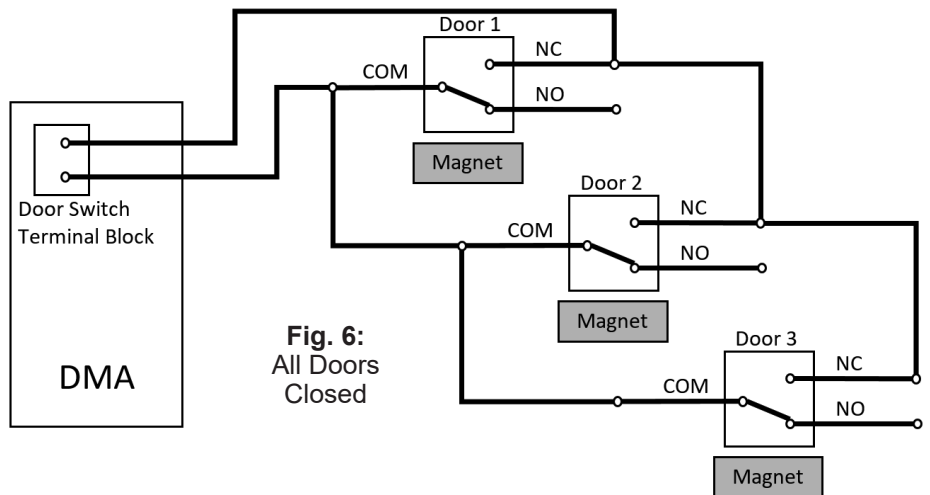 Door 1
NC
COM
NO
Magnet
Door Switch
Terminal Block
Door 2
NC
COM
NO
Magnet
Fig. 6:
All Doors
Closed
DMA
Door 3
NC
COM
NO
Magnet